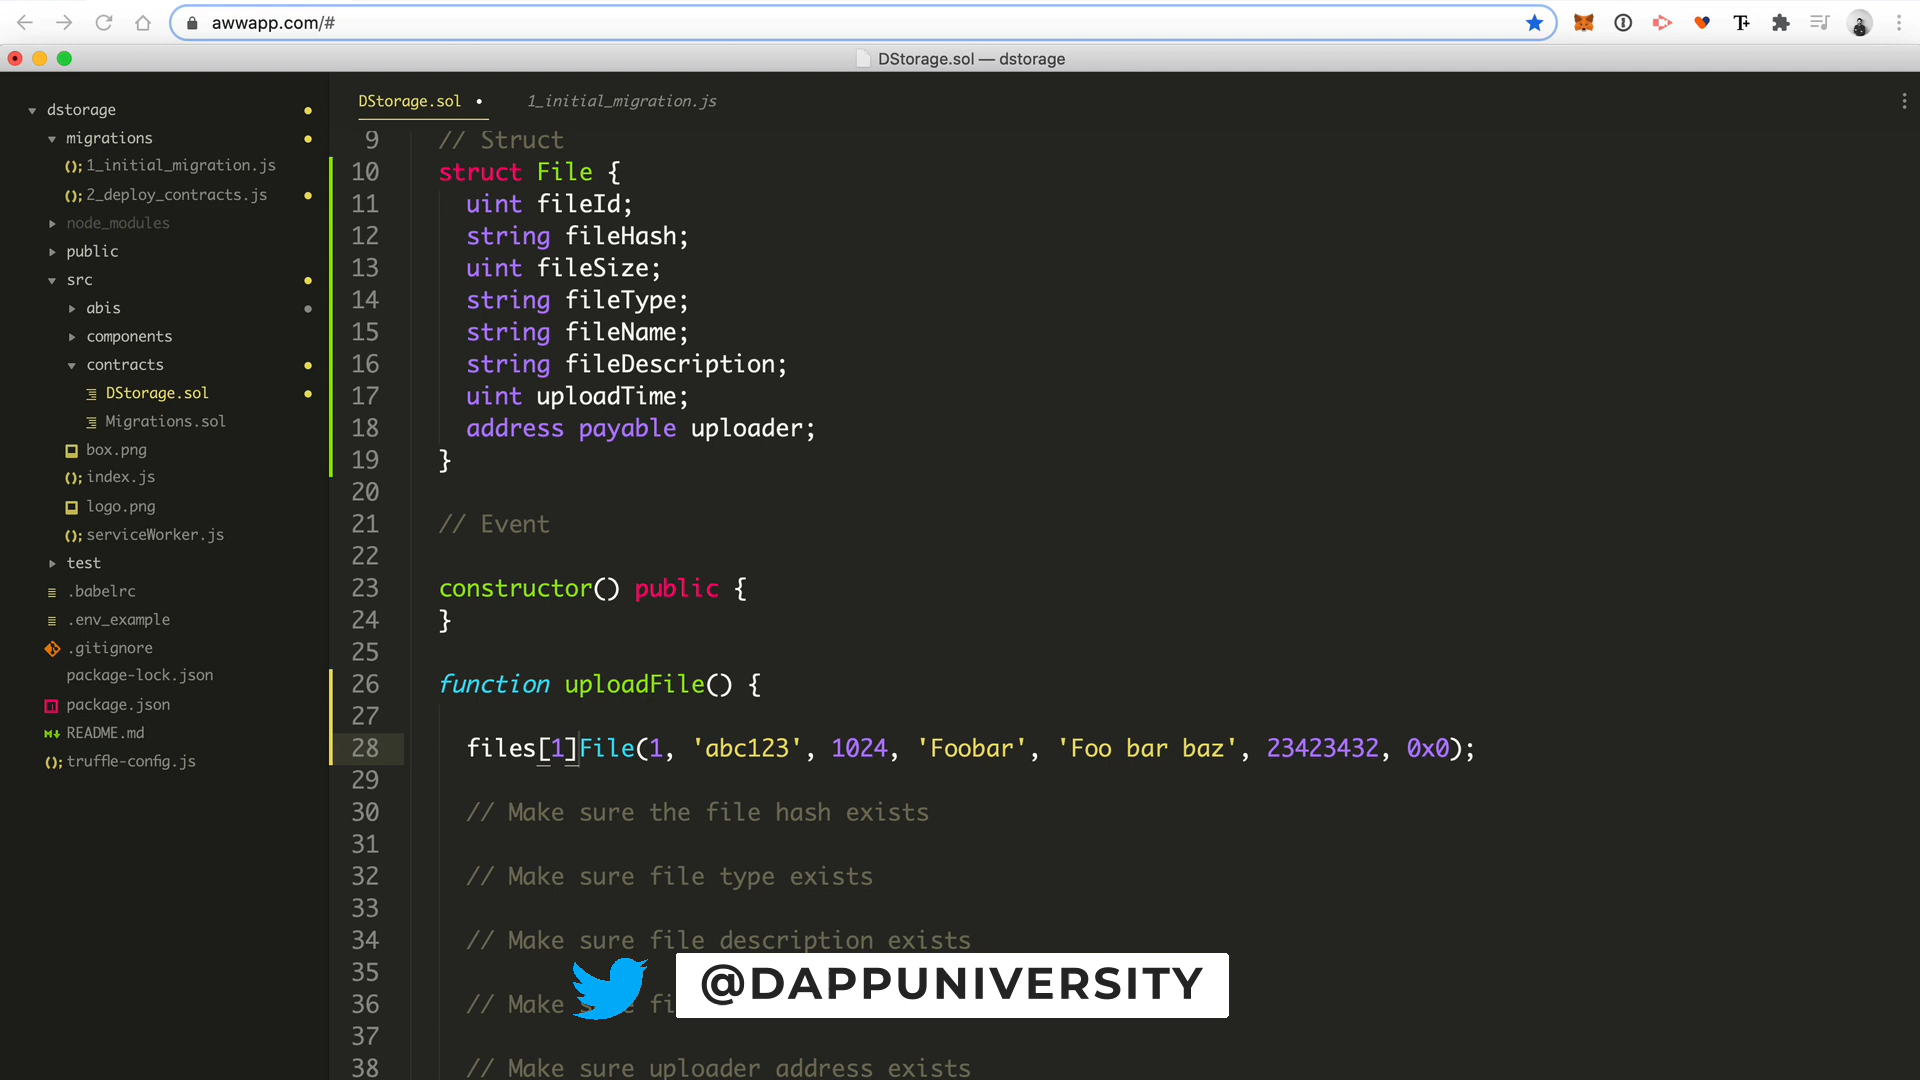 awwapp.com/#
DStorage.sol — dstorage
dstorage
migrations
1_initial_migration.js
2_deploy_contracts.js
node_modules
public
src
abis
components
contracts
DStorage.sol
Migrations.sol
box.png
index.js
logo.png
serviceWorker.js
test
.babelrc
.env_example
.gitignore
package-lock.json
package.json
README.md
truffle-config.js
DStorage.sol
1_initial_migration.js
9 // Struct
10 struct File {
11 uint fileId;
12 string fileHash;
13 uint fileSize;
14 string fileType;
15 string fileName;
16 string fileDescription;
17 uint uploadTime;
18 address payable uploader;
19 }
20
21 // Event
22
23 constructor() public {
24 }
25
26 function uploadFile() {
27
28 files[1]File(1, 'abc123', 1024, 'Foobar', 'Foo bar baz', 23423432, 0x0);
29
30 // Make sure the file hash exists
31
32 // Make sure file type exists
33
34 // Make sure file description exists
35
36 // Make
37
38 // Make sure uploader address exists
@DAPPUNIVERSITY